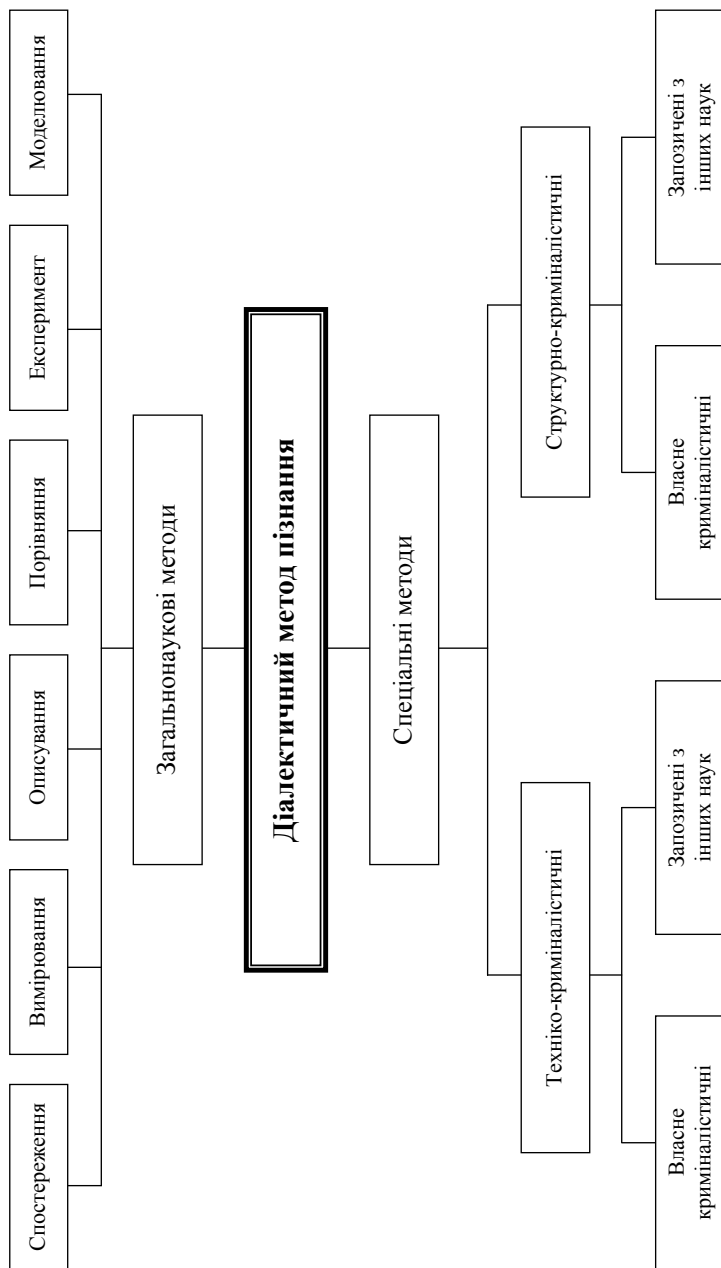 Спостереження
Вимірювання
Описування
Порівняння
Експеримент
Моделювання
Загальнонаукові методи
Діалектичний метод пізнання
Спеціальні методи
Техніко-криміналістичні
Структурно-криміналістичні
Власне
криміналістичні
Запозичені з
інших наук
Власне
криміналістичні
Запозичені з
інших наук